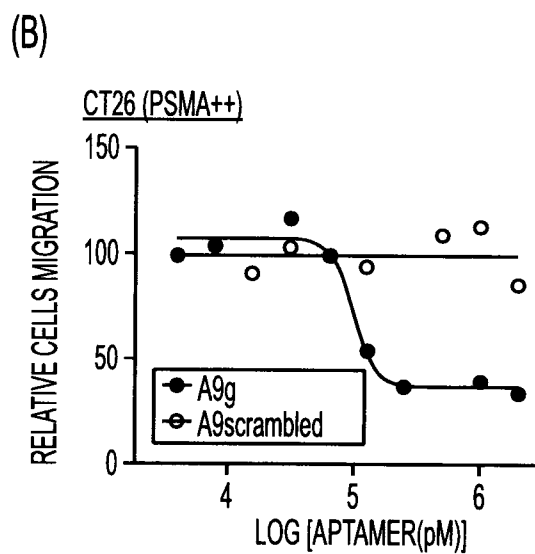 (B)
CT26 (PSMA++)
150
100
50
0
RELATIVE CELLS MIGRATION
A9g
A9scrambled
4 5 6
LOG [APTAMER(pM)]